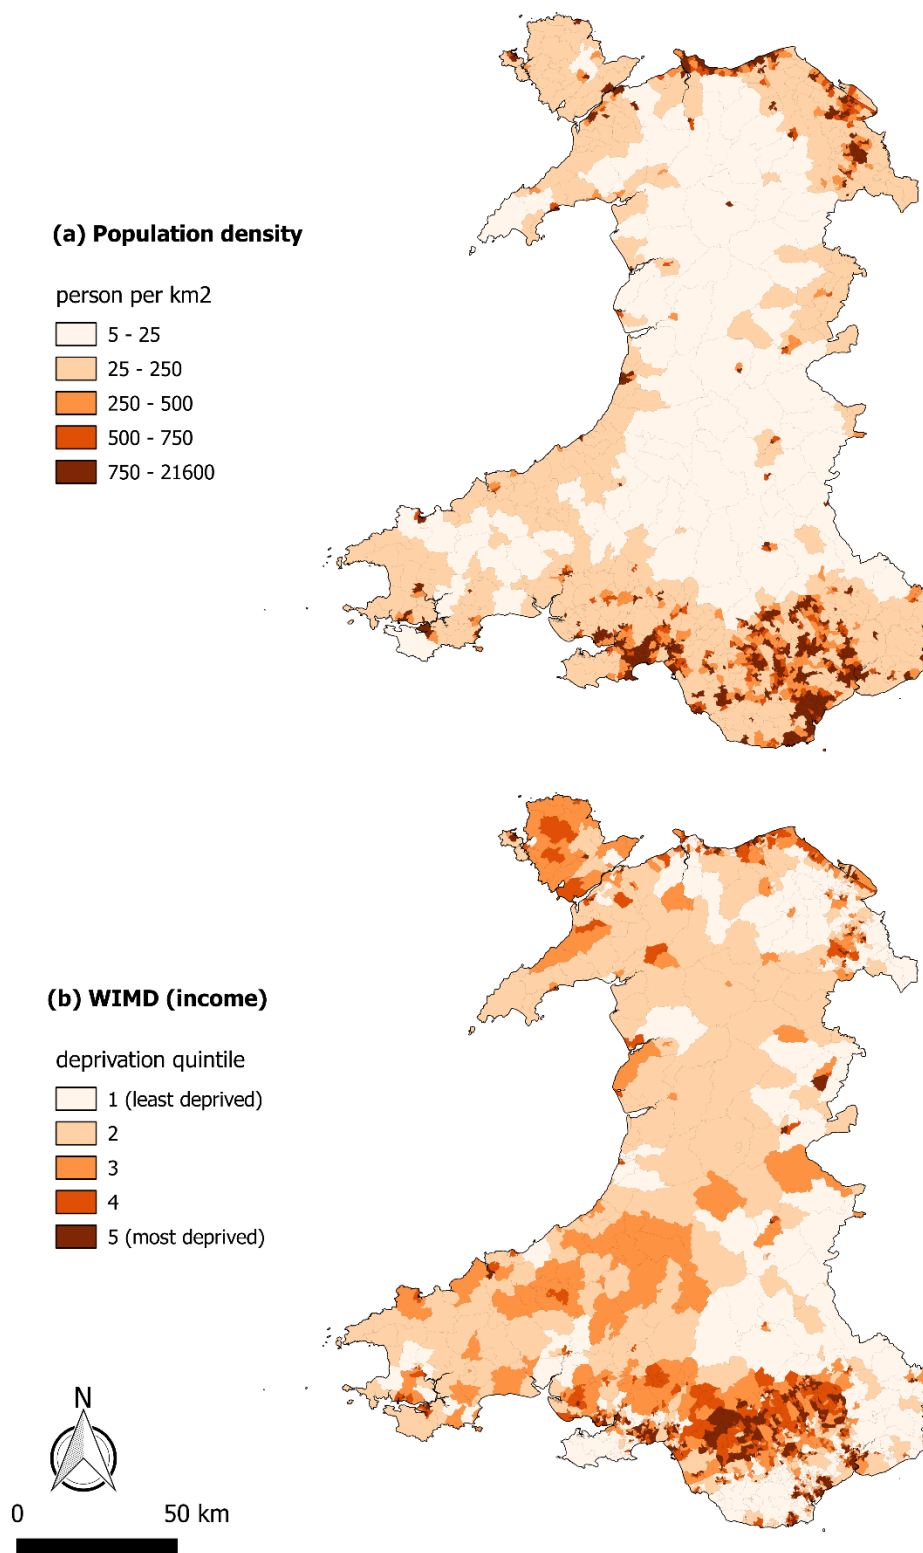 (a) Population density
person per km2
5 - 25
25 - 250
250 - 500
500 - 750
750 - 21600
(b) WIMD (income)
deprivation quintile
1 (least deprived)
2
3
4
5 (most deprived)
N
0 50 km